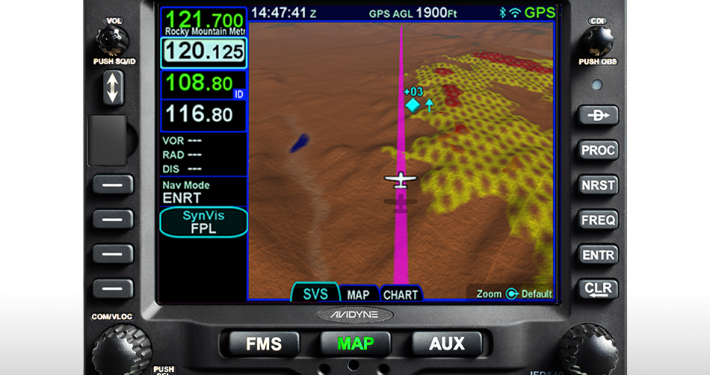 VOL
PUSH SQ/ID
121.700
Rocky Mountain Metr
120.125
108.80
ID
116.80
VOR ---
RAD ---
DIS ---
Nav Mode
ENRT
SynVis
FPL
14:47:41 Z
GPS AGL 1900Ft
GPS
+03
SVS
MAP
CHART
Zoom
Default
CDI
PUSH OBS
D
PROC
NRST
FREQ
ENTR
CLR
COM/VLOC
PUSH
AVIDYNE
FMS
MAP
AUX